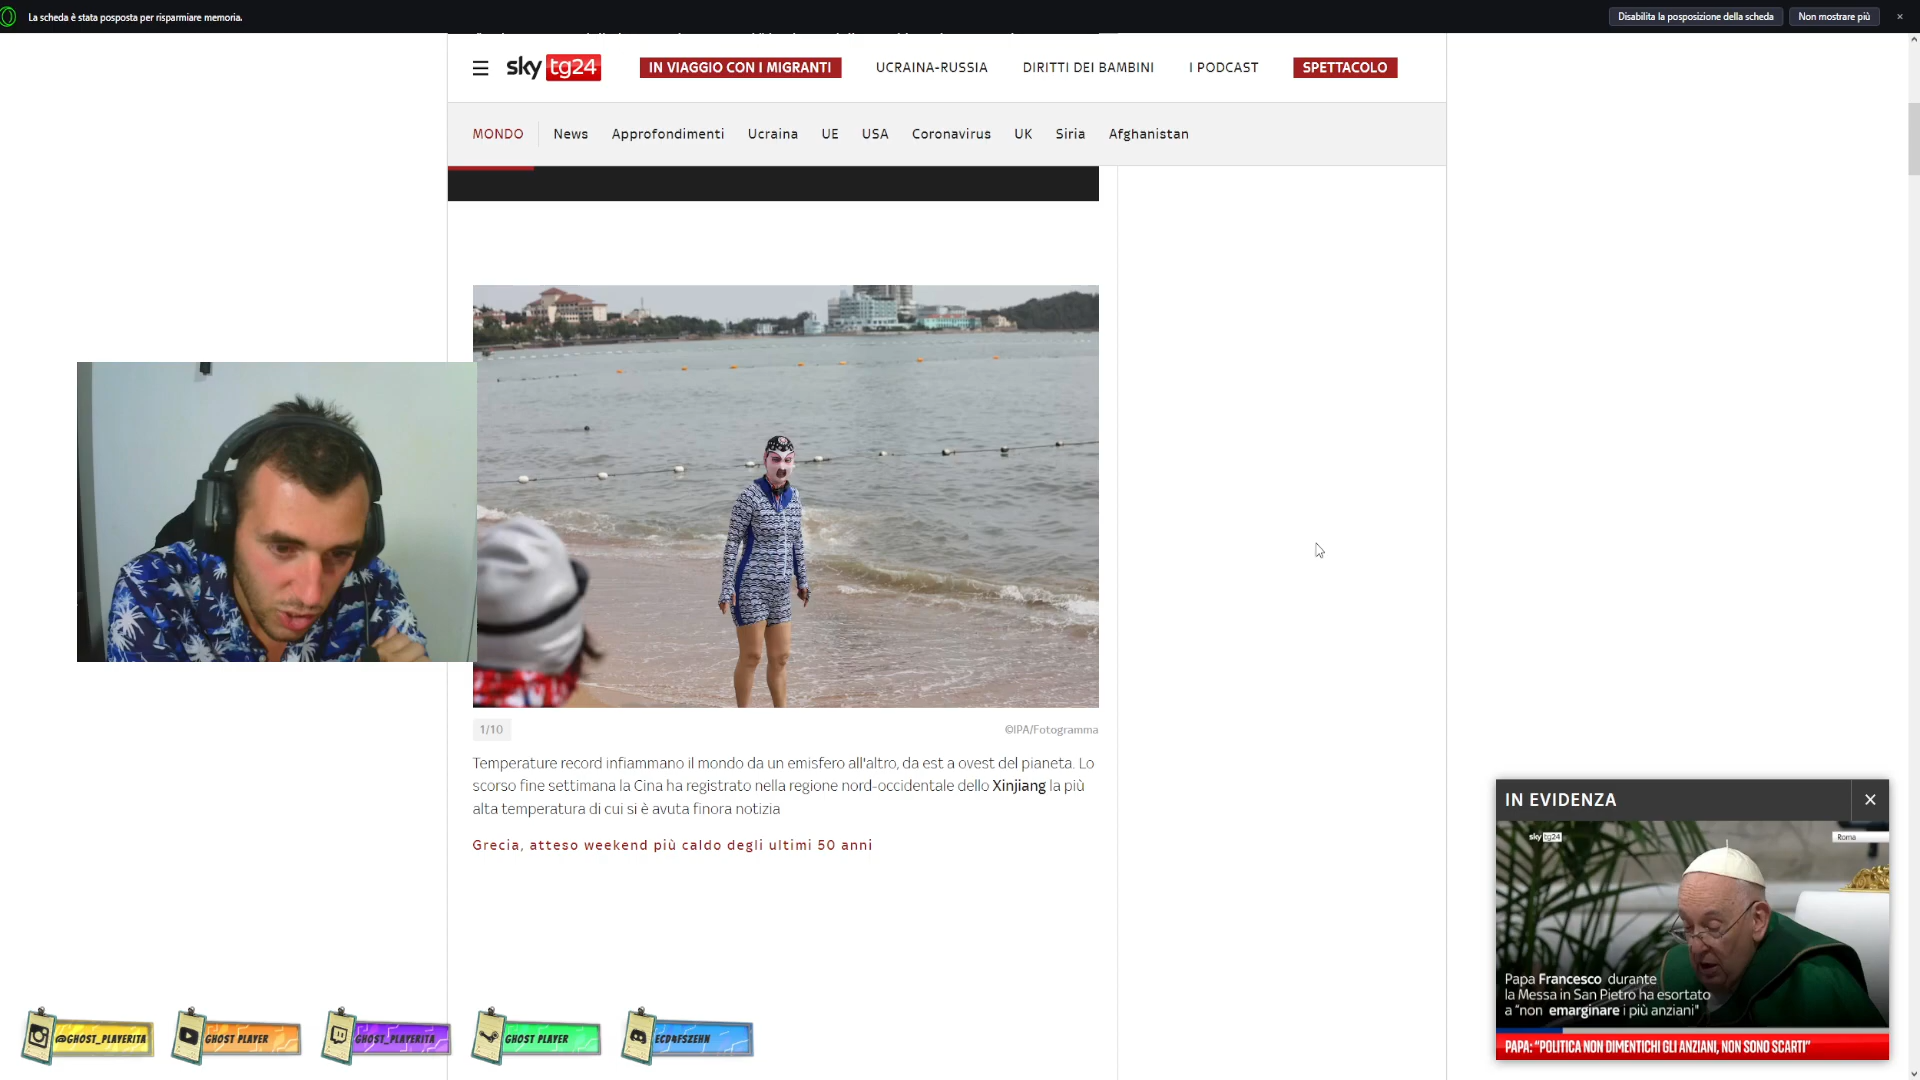 La scheda è stata posposta per risparmiare memoria.
Disabilita la posposizione della scheda
Non mostrare più
sky tg24
IN VIAGGIO CON I MIGRANTI
UCRAINA-RUSSIA
DIRITTI DEI BAMBINI
I PODCAST
SPETTACOLO
MONDO
News
Approfondimenti
Ucraina
UE
USA
Coronavirus
UK
Siria
Afghanistan
1/10
©IPA/Fotogramma
Temperature record infiammano il mondo da un emisfero all'altro, da est a ovest del pianeta. Lo
scorso fine settimana la Cina ha registrato nella regione nord-occidentale dello Xinjiang la più
alta temperatura di cui si è avuta finora notizia
Grecia, atteso weekend più caldo degli ultimi 50 anni
IN EVIDENZA
sky tg24
Roma
Papa Francesco durante
la Messa in San Pietro ha esortato
a "non emarginare i più anziani"
PAPA: "POLITICA NON DIMENTICHI GLI ANZIANI, NON SONO SCARTI"
@GHOST_PLAYERITA
GHOST PLAYER
GHOST_PLAYERITA
GHOST PLAYER
ECD4FSZEHN